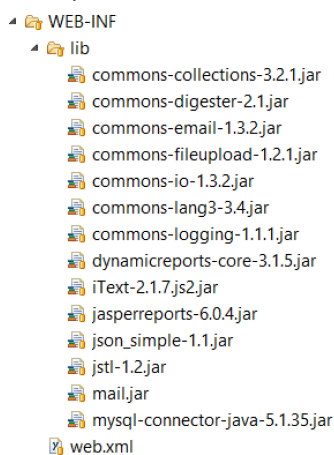 WEB-INF
lib
commons-collections-3.2.1.jar
commons-digester-2.1.jar
commons-email-1.3.2.jar
commons-fileupload-1.2.1.jar
commons-io-1.3.2.jar
commons-lang3-3.4.jar
commons-logging-1.1.1.jar
dynamicreports-core-3.1.5.jar
iText-2.1.7.js2.jar
jasperreports-6.0.4.jar
json_simple-1.1.jar
jstl-1.2.jar
mail.jar
mysql-connector-java-5.1.35.jar
web.xml